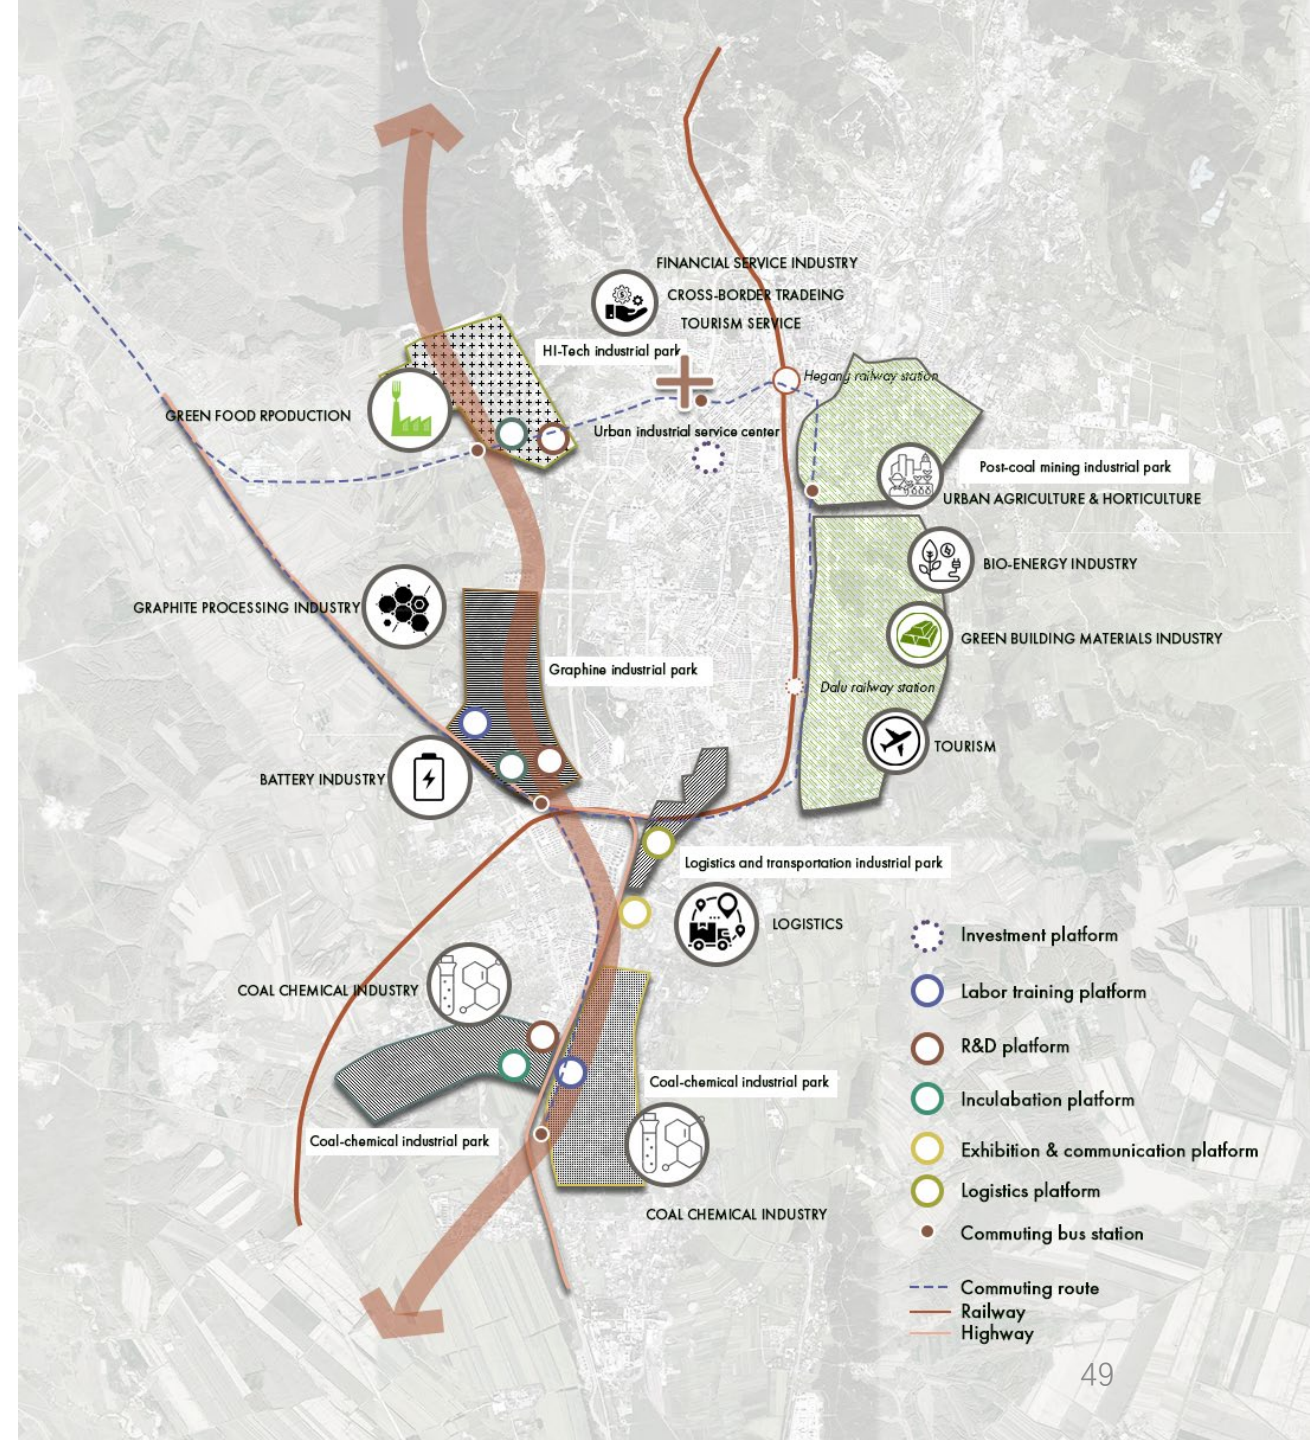 FINANCIAL SERVICE INDUSTRY
CROSS-BORDER TRADEING
TOURISM SERVICE
HI-Tech industrial park
Hegang railway station
GREEN FOOD RPODUCTION
Urban industrial service center
Post-coal mining industrial park
URBAN AGRICULTURE & HORTICULTURE
BIO-ENERGY INDUSTRY
GRAPHITE PROCESSING INDUSTRY
GREEN BUILDING MATERIALS INDUSTRY
Graphine industrial park
Dalu railway station
TOURISM
BATTERY INDUSTRY
Logistics and transportation industrial park
LOGISTICS
COAL CHEMICAL INDUSTRY
Coal-chemical industrial park
Coal-chemical industrial park
COAL CHEMICAL INDUSTRY
Investment platform
Labor training platform
R&D platform
Inculabation platform
Exhibition & communication platform
Logistics platform
Commuting bus station
Commuting route
Railway
Highway
49